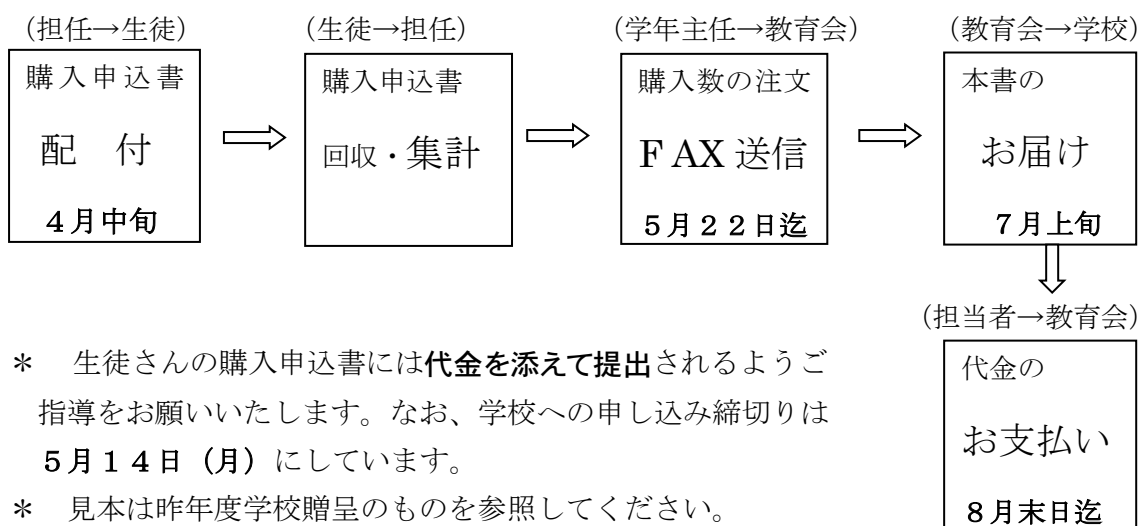 (担任→生徒)
購入申込書
配 付
4月中旬
(生徒→担任)
購入申込書
回収・集計
(学年主任→教育会)
購入数の注文
FAX送信
5月22日迄
(教育会→学校)
本書の
お届け
7月上旬
(担当者→教育会)
代金の
お支払い
8月末日迄
* 生徒さんの購入申込書には代金を添えて提出されるようご
指導をお願いいたします。なお、学校への申し込み締切りは
5月14日(月)にしています。
* 見本は昨年度学校贈呈のものを参照してください。